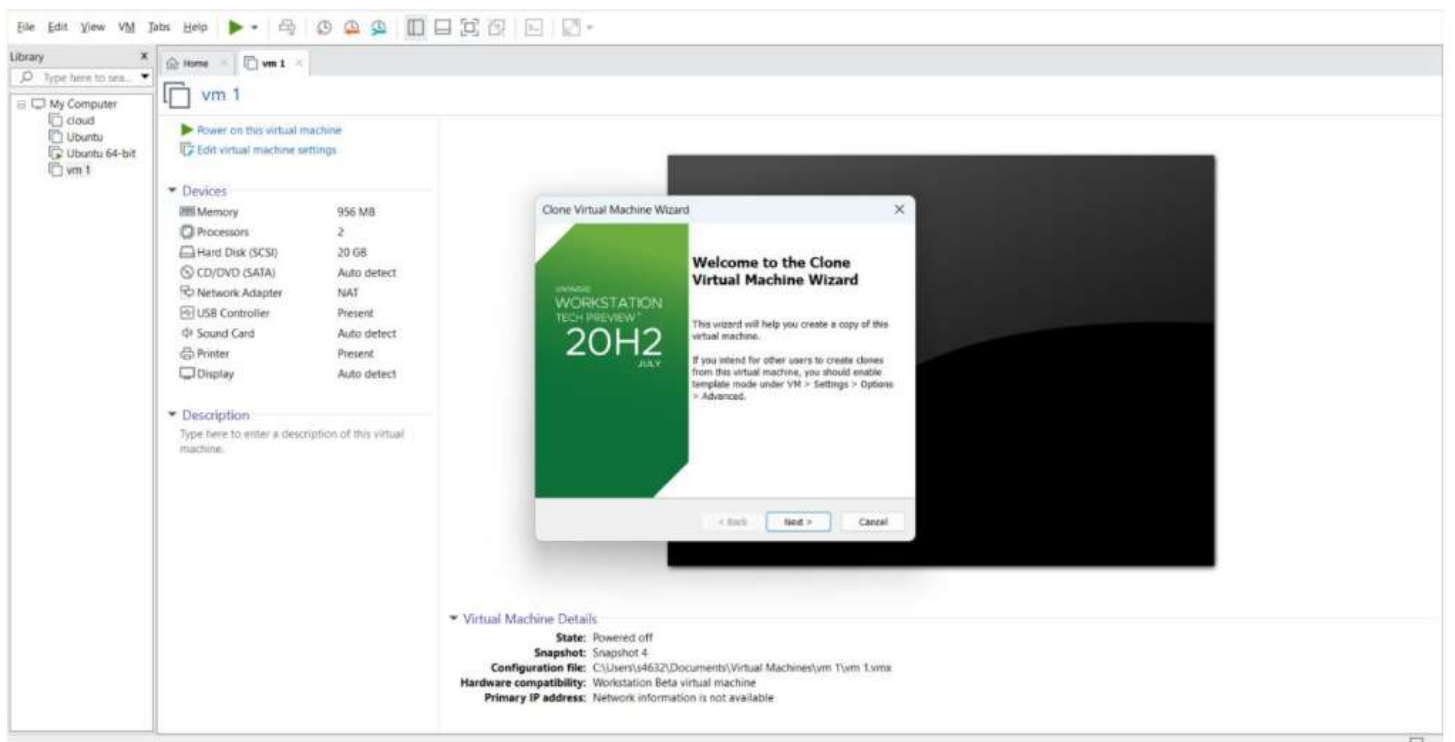 File Edit View VM Tabs Help
Library x
Type here to sea...
My Computer
cloud
Ubuntu
Ubuntu 64-bit
vm 1
Home × vm 1 ×
vm 1
Power on this virtual machine
Edit virtual machine settings
Devices
Memory 956 MB
Processors 2
Hard Disk (SCSI) 20 GB
CD/DVD (SATA) Auto detect
Network Adapter NAT
USB Controller Present
Sound Card Auto detect
Printer Present
Display Auto detect
Description
Type here to enter a description of this virtual
machine.
Clone Virtual Machine Wizard
VMWARE
WORKSTATION
TECH PREVIEW
20H2
JULY
Welcome to the Clone
Virtual Machine Wizard
This wizard will help you create a copy of this
virtual machine.
If you intend for other users to create clones
from this virtual machine, you should enable
template mode under VM > Settings > Options
> Advanced.
< Back Next > Cancel
Virtual Machine Details
State: Powered off
Snapshot: Snapshot 4
Configuration file: C:\Users\s4632\Documents\Virtual Machines\vm 1\vm 1.vmx
Hardware compatibility: Workstation Beta virtual machine
Primary IP address: Network information is not available